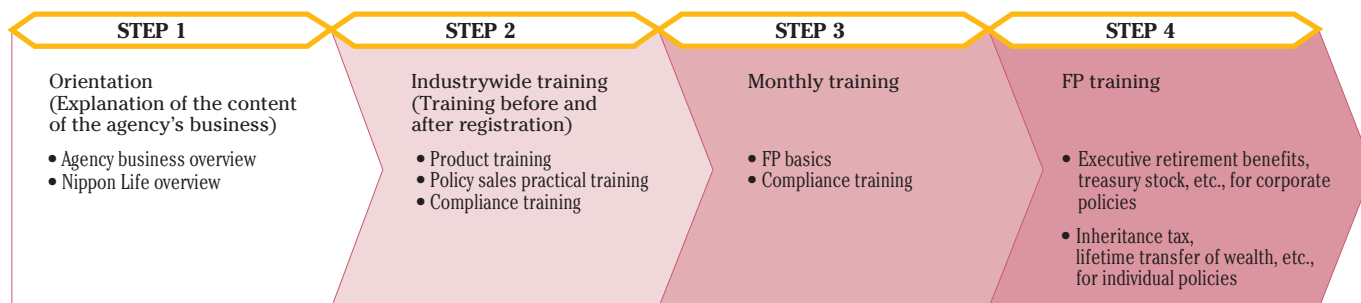 STEP 1
Orientation
(Explanation of the content
of the agency's business)
• Agency business overview
• Nippon Life overview
STEP 2
Industrywide training
(Training before and
after registration)
• Product training
• Policy sales practical training
• Compliance training
STEP 3
Monthly training
• FP basics
• Compliance training
STEP 4
FP training
• Executive retirement benefits,
treasury stock, etc., for corporate
policies
• Inheritance tax,
lifetime transfer of wealth, etc.,
for individual policies